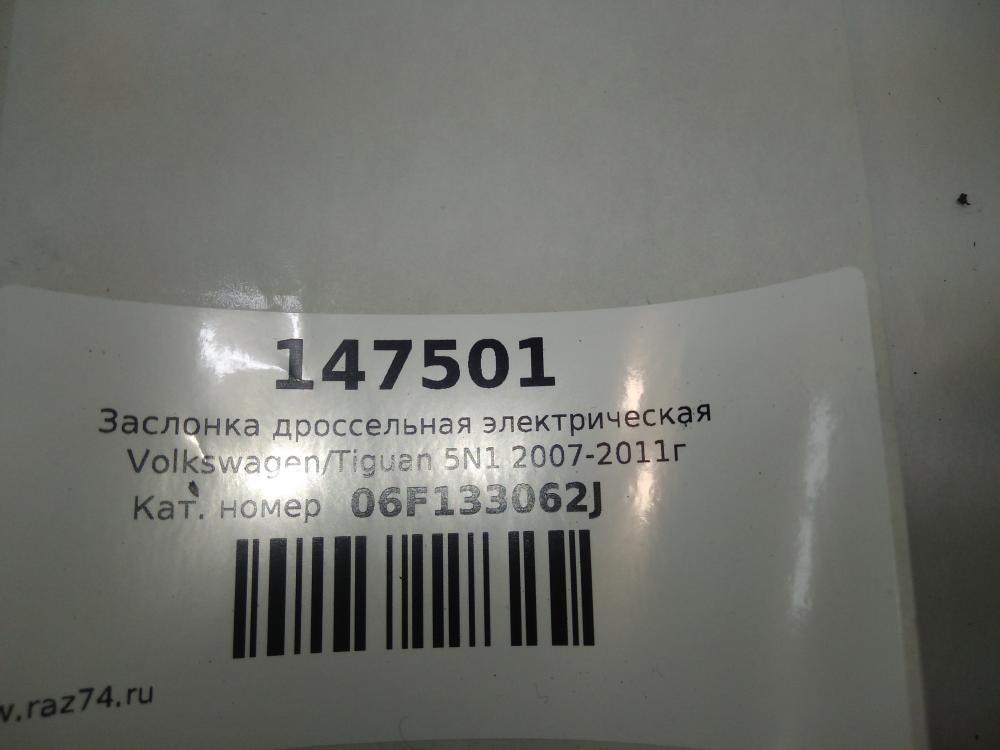 147501
Заслонка дроссельная электрическая
Volkswagen/Tiguan 5N1 2007-2011г
Кат. номер 06F133062J
w.raz74.ru